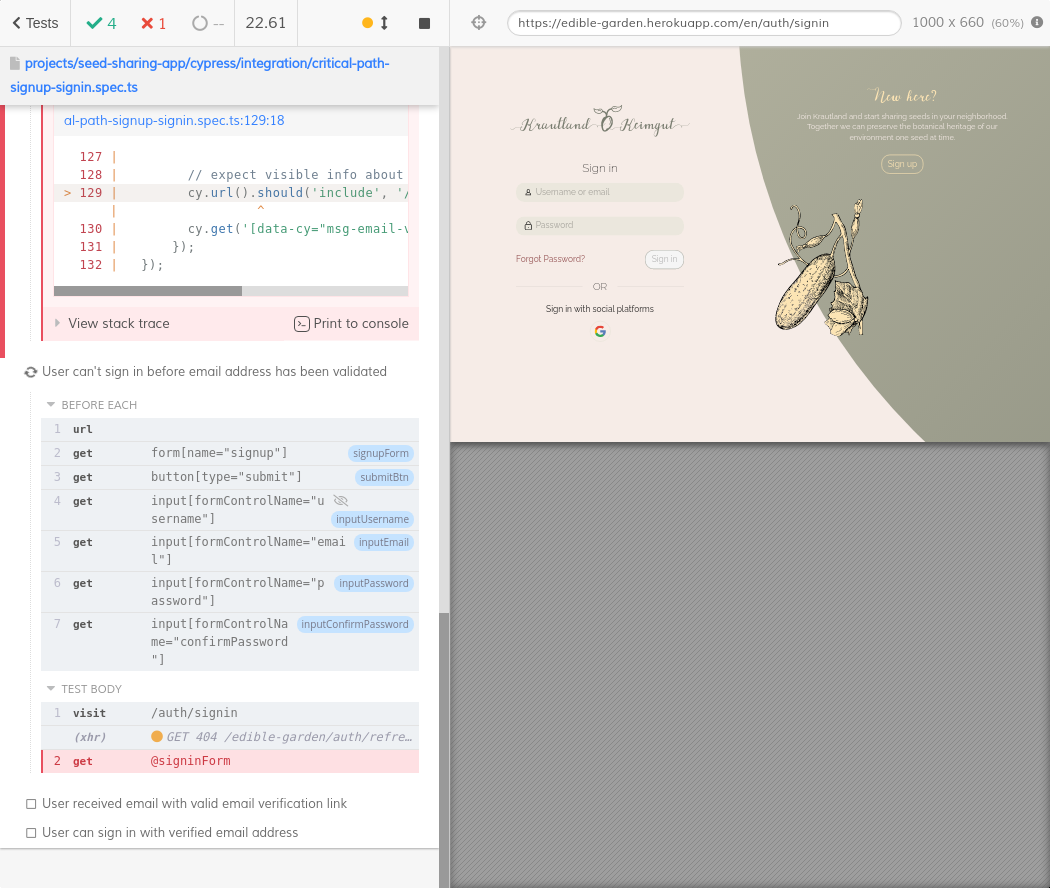 Tests
4
1
--
22.61
https://edible-garden.herokuapp.com/en/auth/signin
1000 x 660 (60%)
projects/seed-sharing-app/cypress/integration/critical-path-
signup-signin.spec.ts
al-path-signup-signin.spec.ts:129:18
127 |
128 | // expect visible info about
> 129 | cy.url().should('include', '/
| ^
130 | cy.get('[data-cy="msg-email-v
131 | });
132 | });
View stack trace
Print to console
User can't sign in before email address has been validated
BEFORE EACH
1 url
2 get form[name="signup"] signupForm
3 get button[type="submit"] submitBtn
4 get input[formControlName="u
sername"] inputUsername
5 get input[formControlName="emai inputEmail
l"]
6 get input[formControlName="p inputPassword
assword"]
7 get input[formControlNa inputConfirmPassword
me="confirmPassword
"]
TEST BODY
1 visit /auth/signin
(xhr) GET 404 /edible-garden/auth/refre…
2 get @signinForm
User received email with valid email verification link
User can sign in with verified email address
Krautland Keimgut
Sign in
Username or email
Password
Forgot Password?
Sign in
OR
Sign in with social platforms
G
New here?
Join Krautland and start sharing seeds in your neighborhood.
Together we can preserve the botanical heritage of our
environment one seed at time.
Sign up